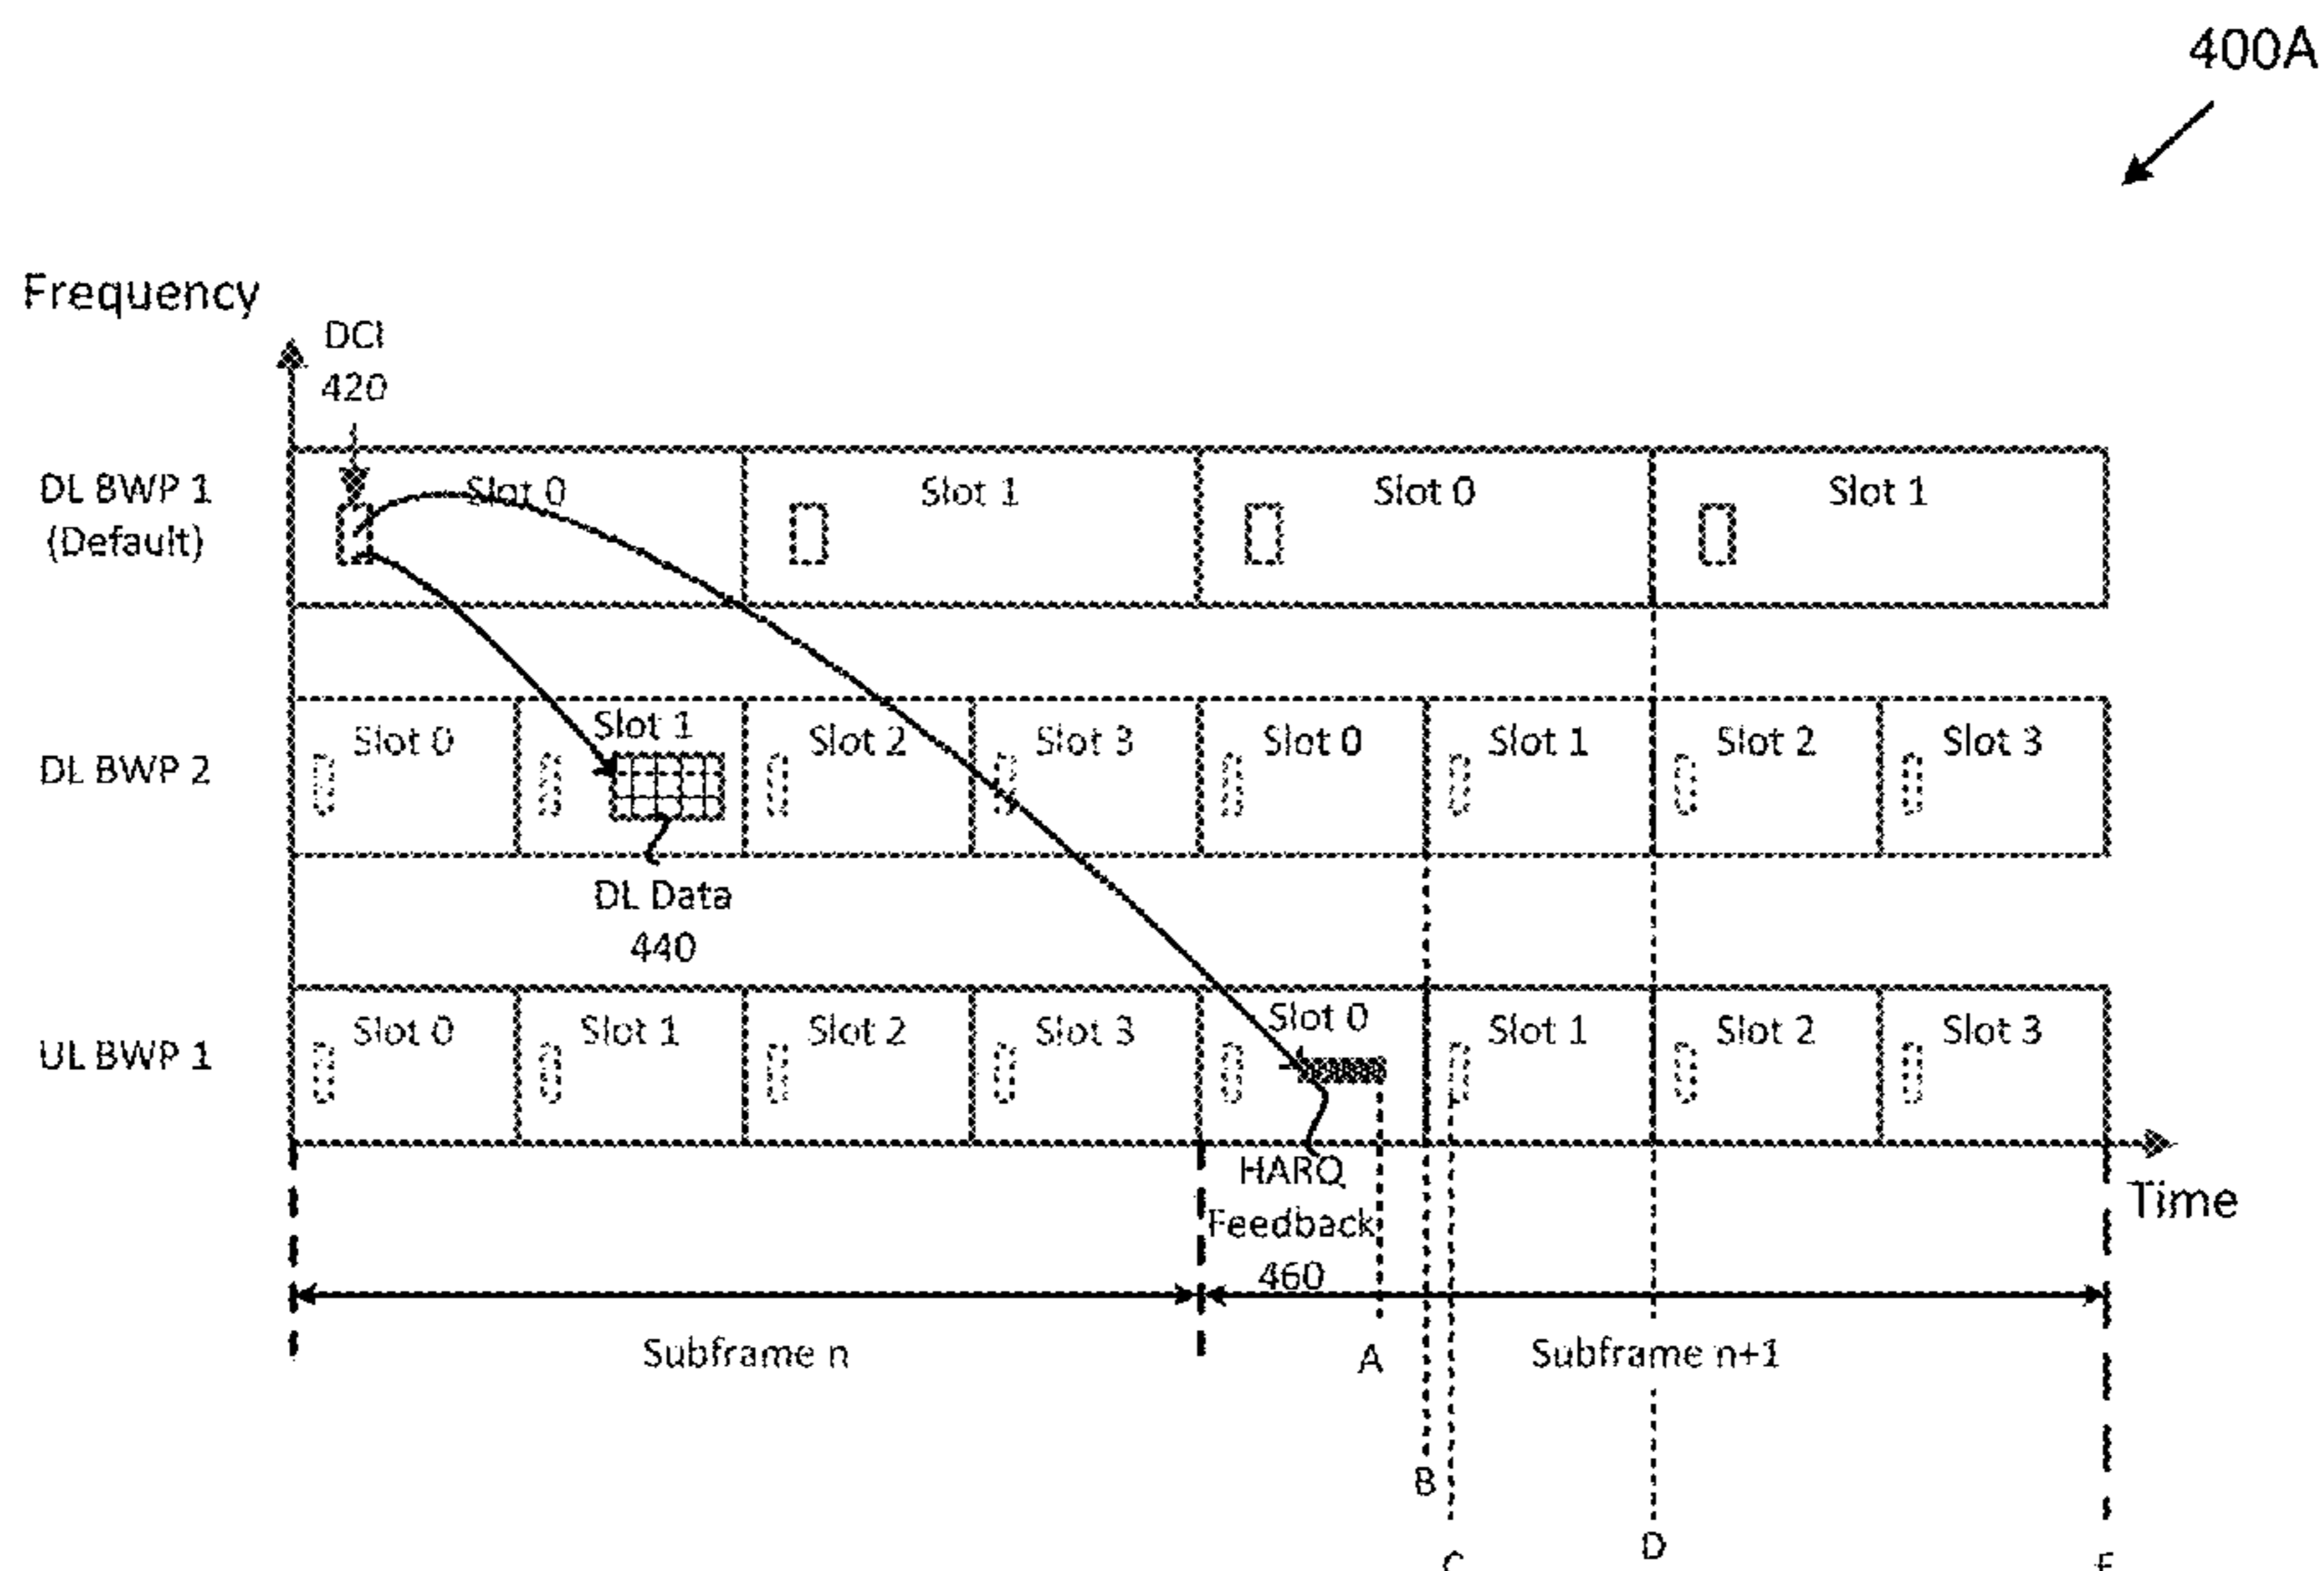 400A
Frequency
DCI
420
DL BWP 1
(Default)
Slot 0
Slot 1
Slot 0
Slot 1
DL BWP 2
Slot 0
Slot 1
Slot 2
Slot 3
Slot 0
Slot 1
Slot 2
Slot 3
DL Data
440
UL BWP 1
Slot 0
Slot 1
Slot 2
Slot 3
Slot 0
Slot 1
Slot 2
Slot 3
HARQ
Feedback
460
Time
Subframe n
A
Subframe n+1
B
C
D